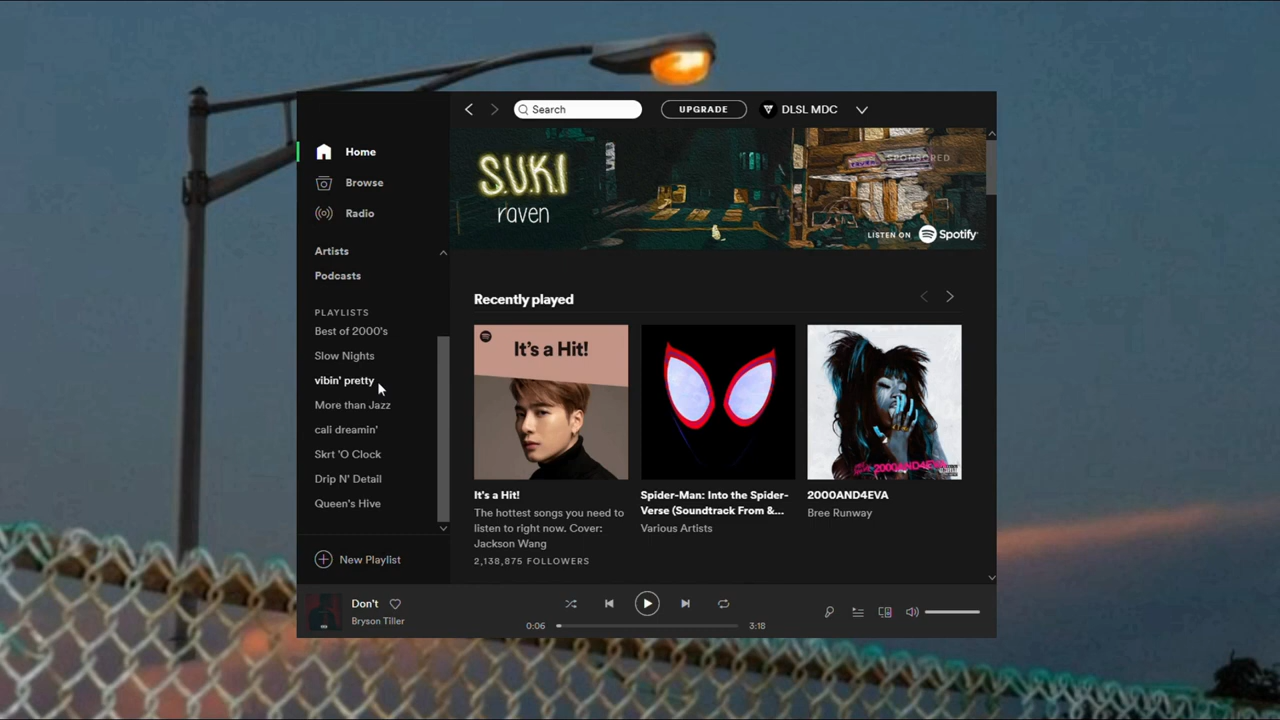 Search
UPGRADE
DLSL MDC
Home
Browse
Radio
Artists
Podcasts
PLAYLISTS
Best of 2000's
Slow Nights
vibin' pretty
More than Jazz
cali dreamin'
Skrt 'O Clock
Drip N' Detail
Queen's Hive
New Playlist
S.U.K.I
raven
SPONSORED
LISTEN ON Spotify
Recently played
It's a Hit!
It's a Hit!
The hottest songs you need to
listen to right now. Cover:
Jackson Wang
2,138,875 FOLLOWERS
Spider-Man: Into the Spider-
Verse (Soundtrack From &...
Various Artists
2000AND4EVA
2000AND4EVA
Bree Runway
Don't
Bryson Tiller
0:06
3:18